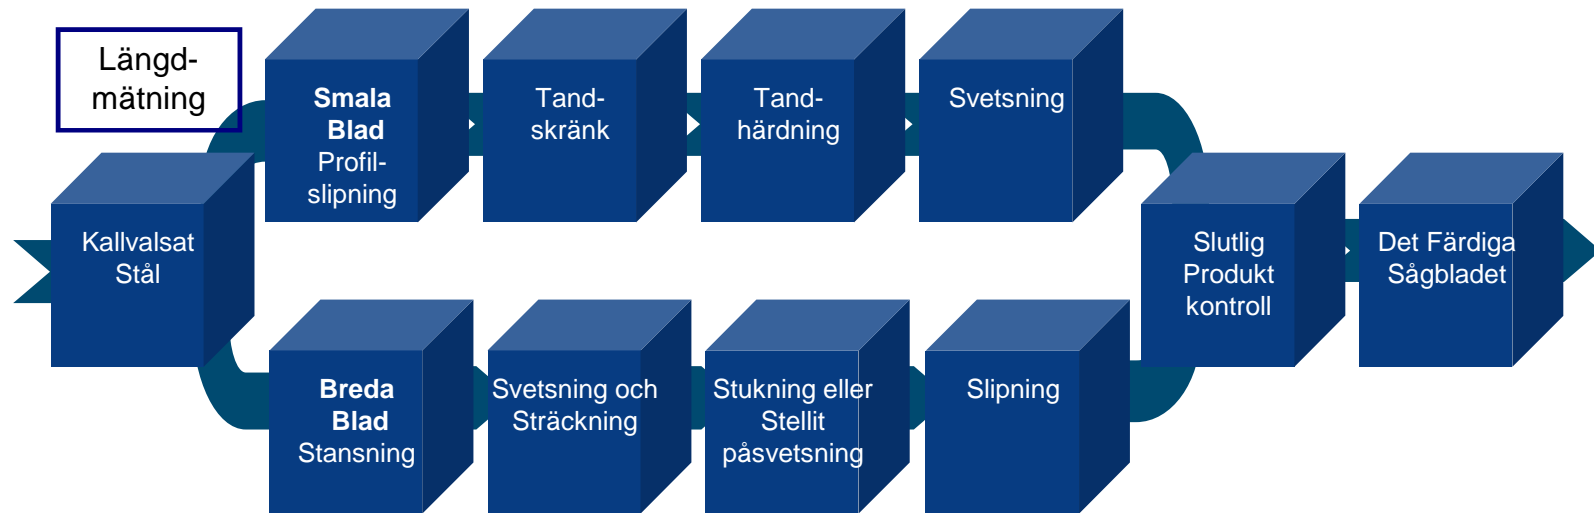 Längd-
mätning
Smala
Blad
Profil-
slipning
Tand-
skränk
Tand-
härdning
Svetsning
Kallvalsat
Stål
Slutlig
Produkt
kontroll
Det Färdiga
Sågbladet
Breda
Blad
Stansning
Svetsning och
Sträckning
Stukning eller
Stellit
påsvetsning
Slipning